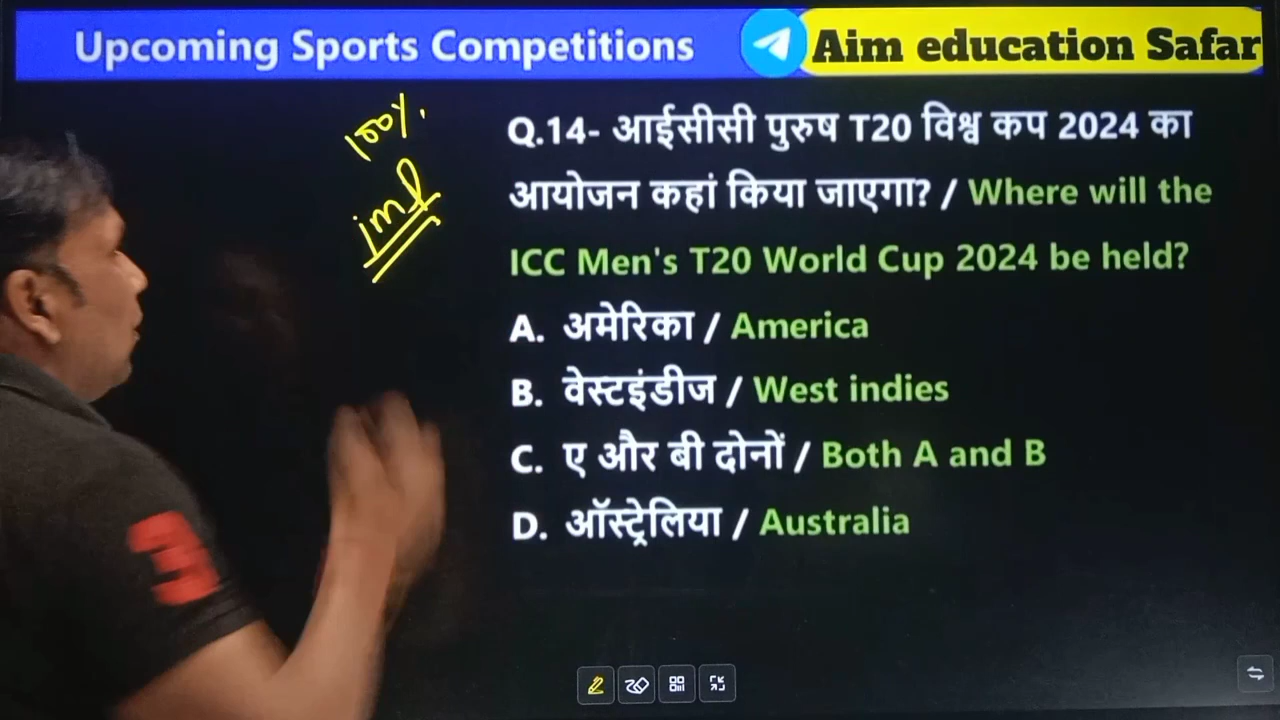 Upcoming Sports Competitions
Aim education Safar
100%.
imp
Q.14- आईसीसी पुरुष T20 विश्व कप 2024 का
आयोजन कहां किया जाएगा? / Where will the
ICC Men's T20 World Cup 2024 be held?
A. अमेरिका / America
B. वेस्टइंडीज / West indies
C. ए और बी दोनों / Both A and B
D. ऑस्ट्रेलिया / Australia
3